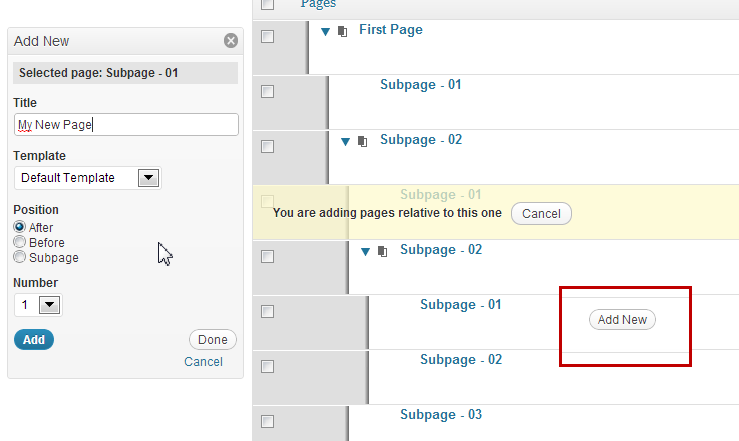 Add New
Selected page: Subpage - 01
Title
My New Page
Template
Default Template
Position
After
Before
Subpage
Number
1
Add
Done
Cancel
Pages
First Page
Subpage - 01
Subpage - 02
Subpage - 01
You are adding pages relative to this one
Cancel
Subpage - 02
Subpage - 01
Add New
Subpage - 02
Subpage - 03